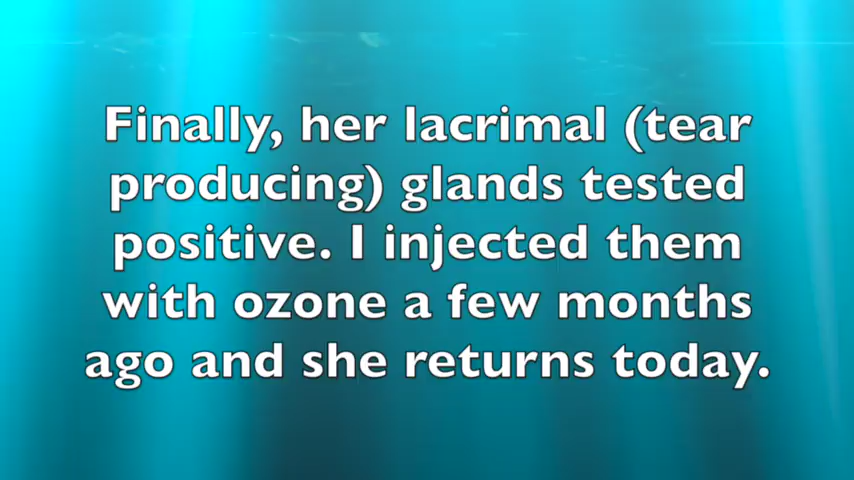 Finally, her lacrimal (tear
producing) glands tested
positive. I injected them
with ozone a few months
ago and she returns today.